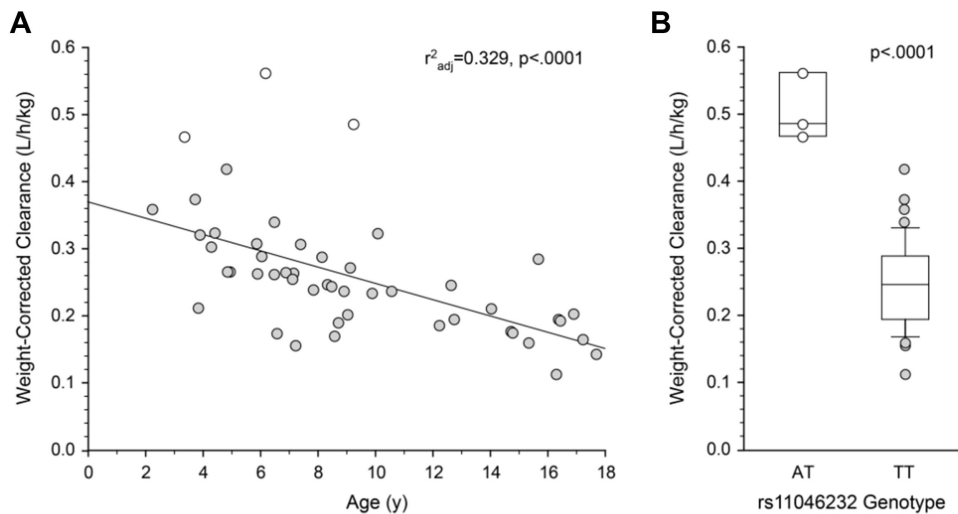 A
B
r²adj=0.329, p<.0001
p<.0001
Weight-Corrected Clearance (L/h/kg)
0.6
0.5
0.4
0.3
0.2
0.1
0.0
0 2 4 6 8 10 12 14 16 18
Age (y)
Weight-Corrected Clearance (L/h/kg)
0.6
0.5
0.4
0.3
0.2
0.1
0.0
AT TT
rs11046232 Genotype